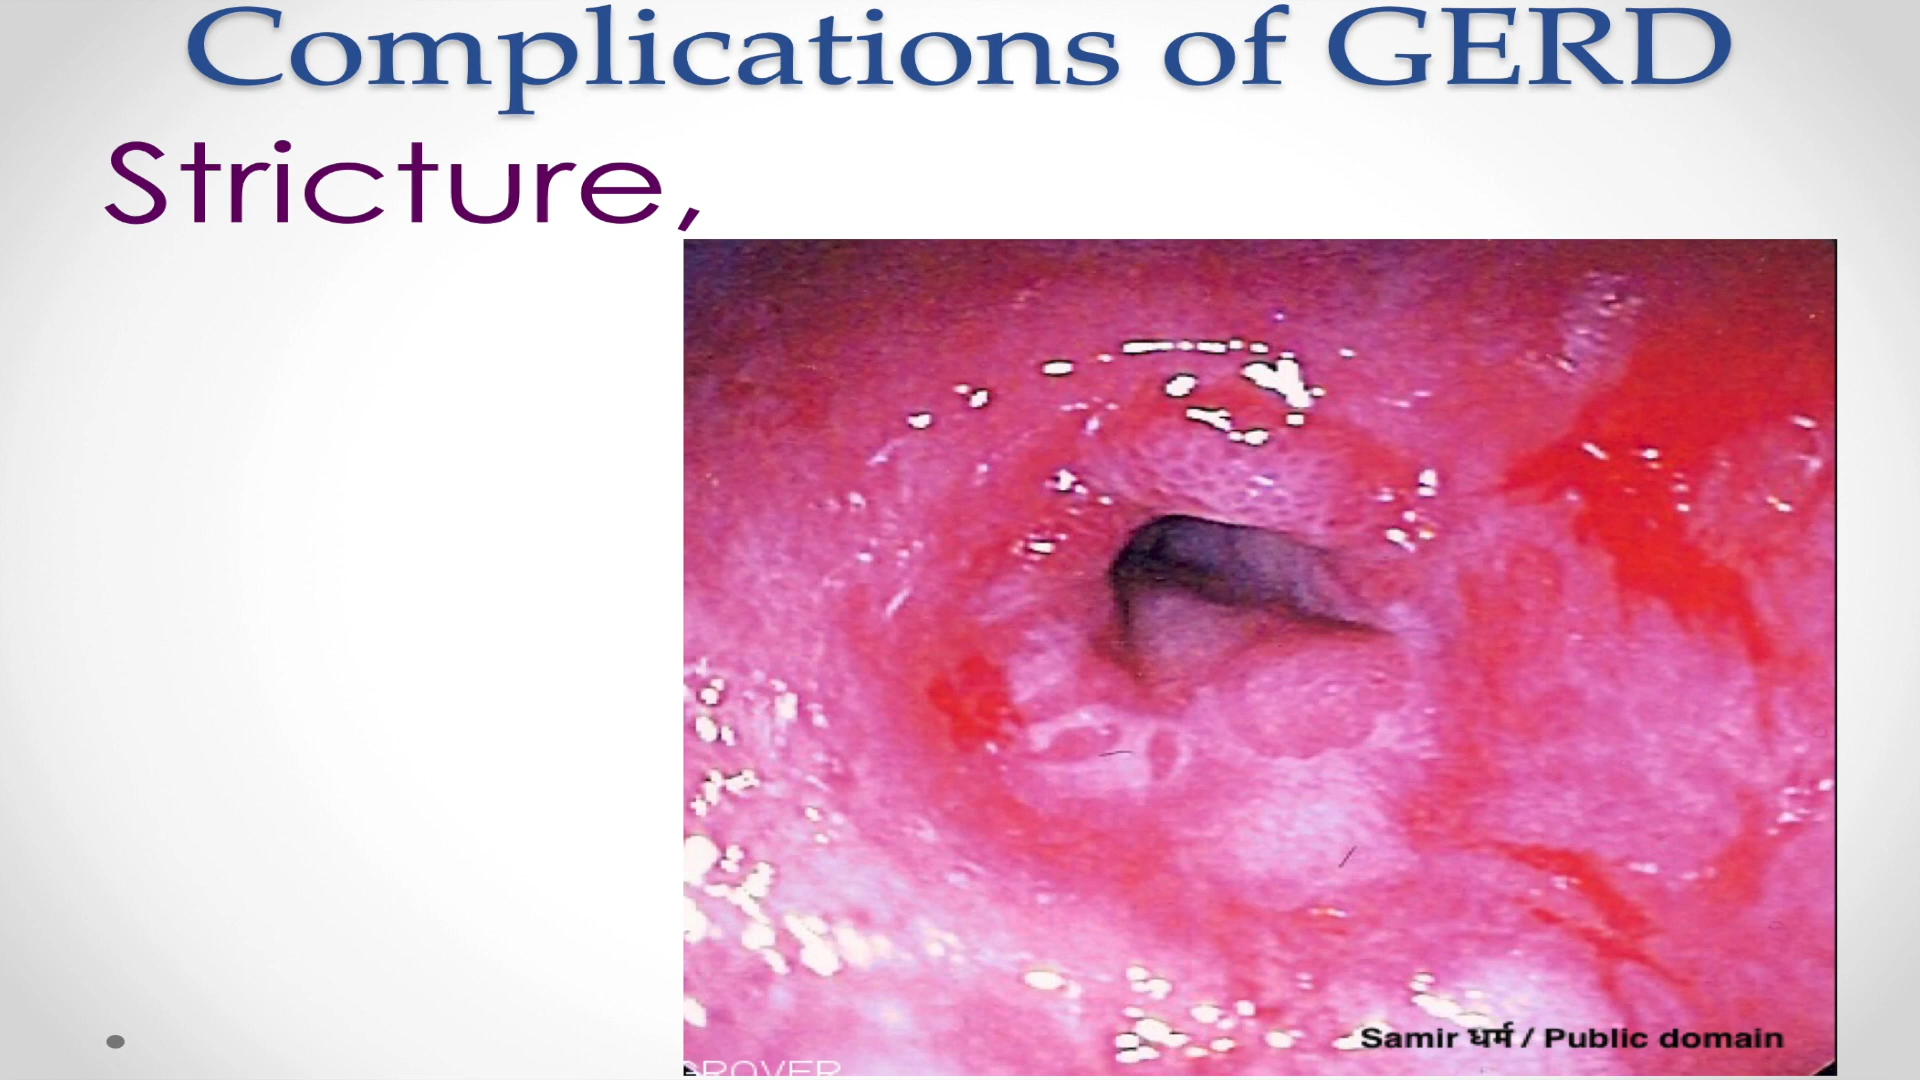 Complications of GERD
Stricture,
Samir धर्म / Public domain